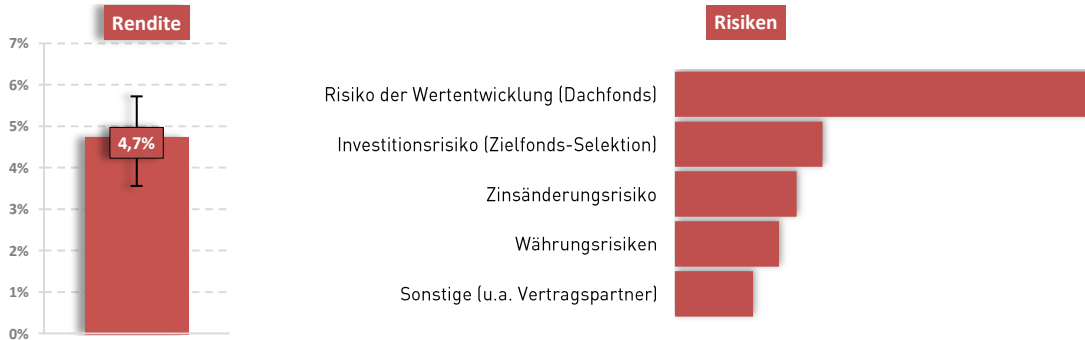 Rendite
7%
6%
5%
4%
3%
2%
1%
0%
4,7%
Risiken
Risiko der Wertentwicklung (Dachfonds)
Investitionsrisiko (Zielfonds-Selektion)
Zinsänderungsrisiko
Währungsrisiken
Sonstige (u.a. Vertragspartner)